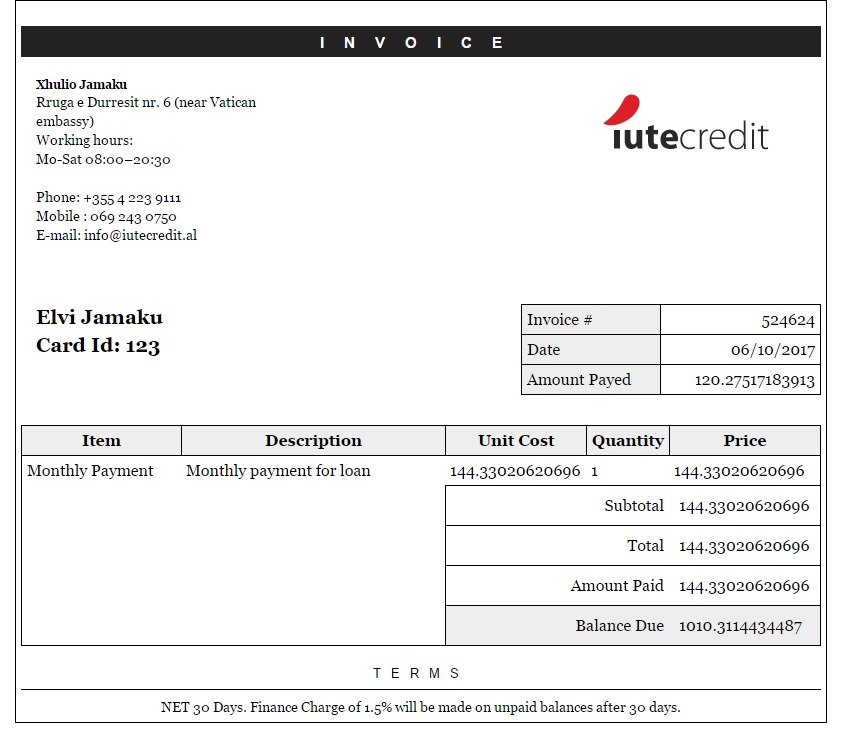 I N V O I C E
Xhulio Jamaku
Rruga e Durresit nr. 6 (near Vatican
embassy)
Working hours:
Mo-Sat 08:00–20:30
Phone: +355 4 223 9111
Mobile : 069 243 0750
E-mail: info@iutecredit.al
iutecredit
Elvi Jamaku
Card Id: 123
Invoice # 524624
Date 06/10/2017
Amount Payed 120.27517183913
Item Description Unit Cost Quantity Price
Monthly Payment Monthly payment for loan 144.33020620696 1 144.33020620696
Subtotal 144.33020620696
Total 144.33020620696
Amount Paid 144.33020620696
Balance Due 1010.3114434487
T E R M S
NET 30 Days. Finance Charge of 1.5% will be made on unpaid balances after 30 days.